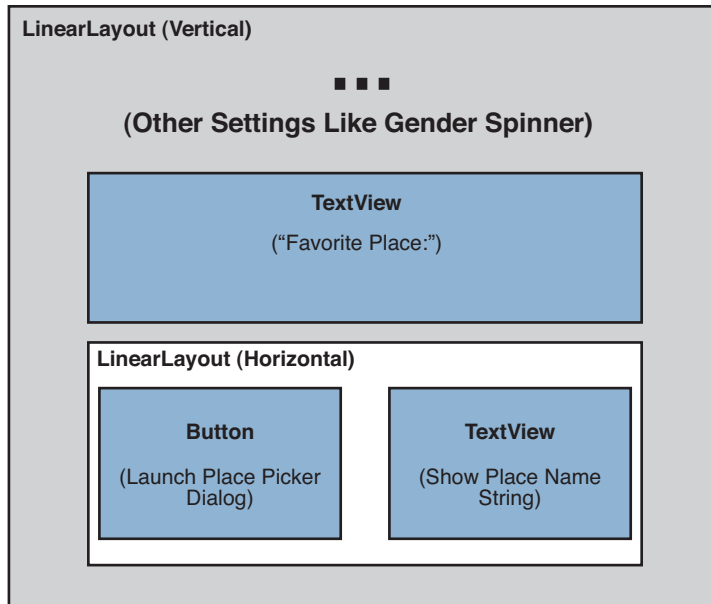 LinearLayout (Vertical)
...
(Other Settings Like Gender Spinner)
TextView
(“Favorite Place:”)
LinearLayout (Horizontal)
Button
(Launch Place Picker
Dialog)
TextView
(Show Place Name
String)